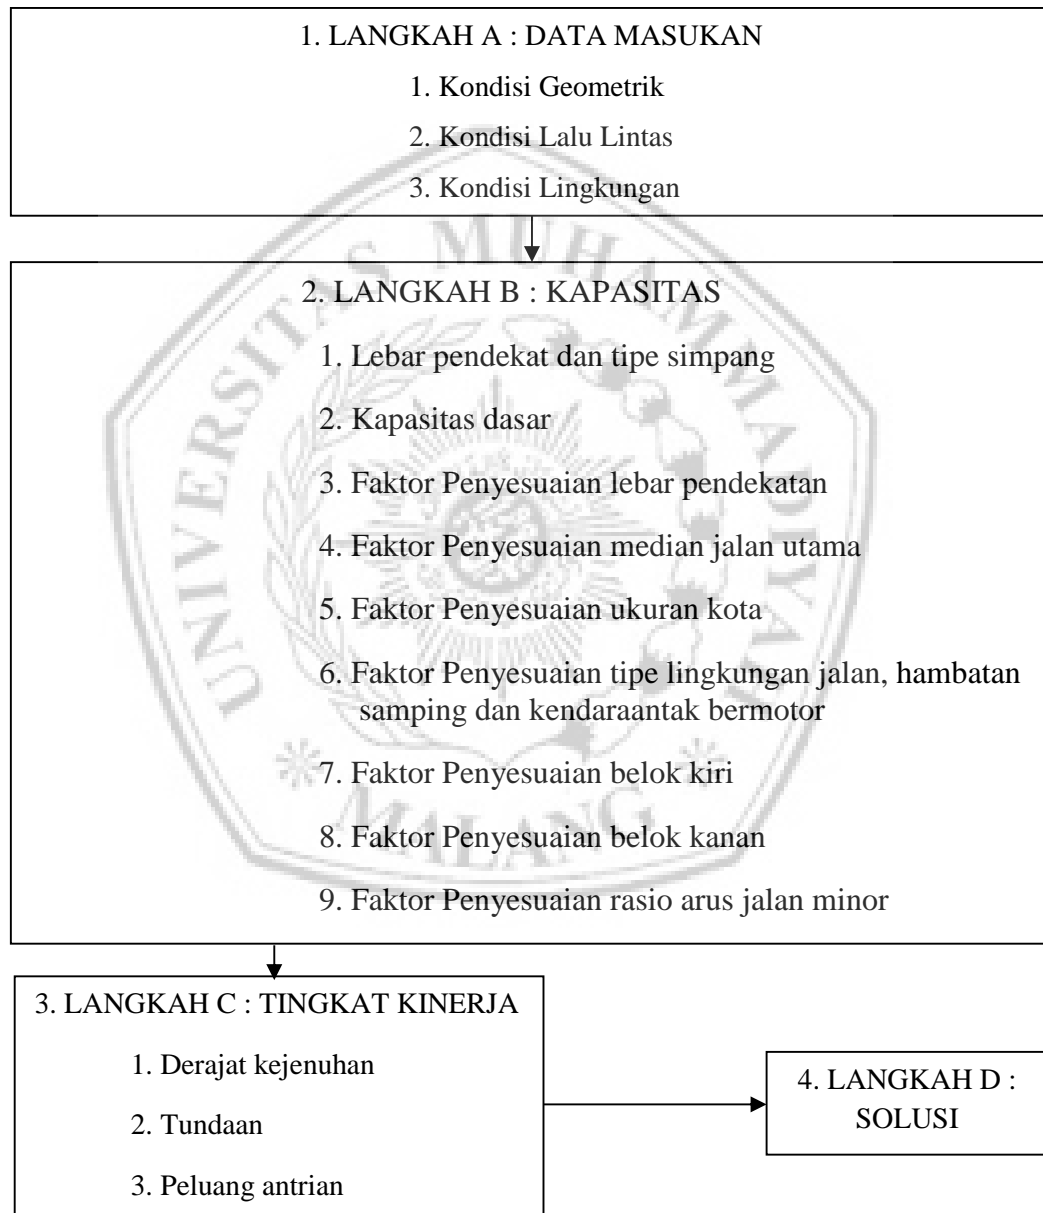 1. LANGKAH A : DATA MASUKAN
1. Kondisi Geometrik
2. Kondisi Lalu Lintas
3. Kondisi Lingkungan
2. LANGKAH B : KAPASITAS
1. Lebar pendekat dan tipe simpang
2. Kapasitas dasar
3. Faktor Penyesuaian lebar pendekatan
4. Faktor Penyesuaian median jalan utama
5. Faktor Penyesuaian ukuran kota
6. Faktor Penyesuaian tipe lingkungan jalan, hambatan
samping dan kendaraantak bermotor
7. Faktor Penyesuaian belok kiri
8. Faktor Penyesuaian belok kanan
9. Faktor Penyesuaian rasio arus jalan minor
3. LANGKAH C : TINGKAT KINERJA
1. Derajat kejenuhan
2. Tundaan
3. Peluang antrian
4. LANGKAH D :
SOLUSI
UNIVERSITAS MUHAMMADIYAH
MALANG